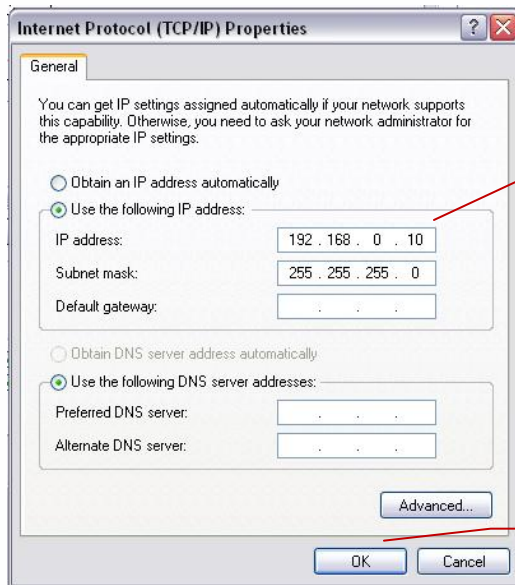 Internet Protocol (TCP/IP) Properties
General
You can get IP settings assigned automatically if your network supports
this capability. Otherwise, you need to ask your network administrator for
the appropriate IP settings.
Obtain an IP address automatically
Use the following IP address:
IP address: 192 . 168 . 0 . 10
Subnet mask: 255 . 255 . 255 . 0
Default gateway: . . .
Obtain DNS server address automatically
Use the following DNS server addresses:
Preferred DNS server: . . .
Alternate DNS server: . . .
Advanced...
OK Cancel